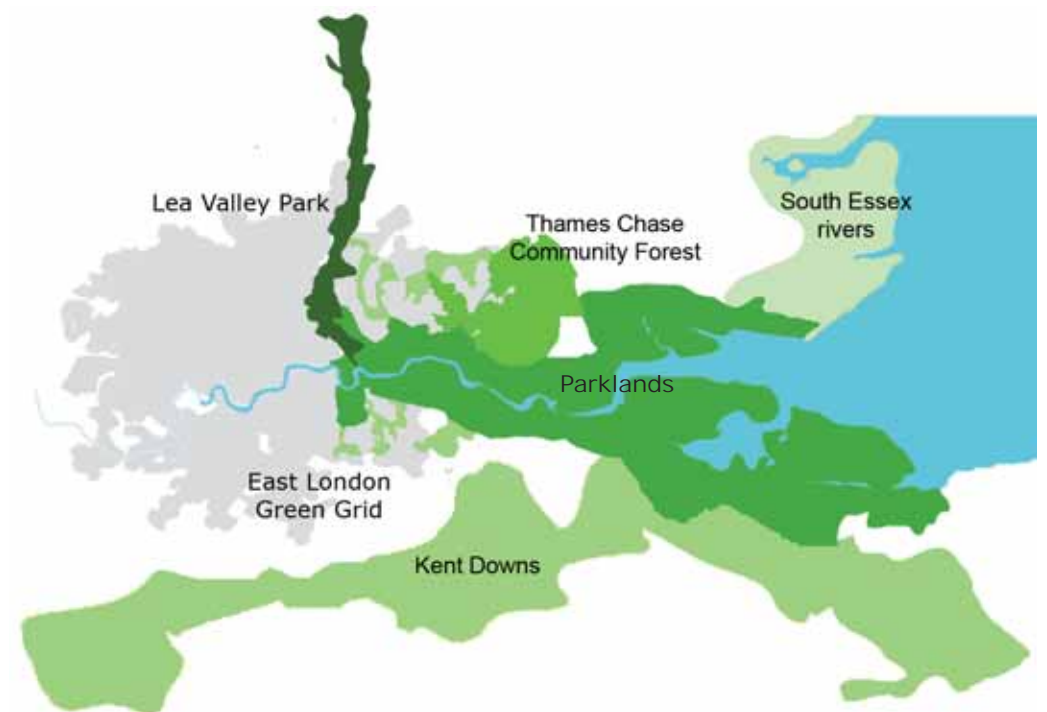 Lea Valley Park
South Essex
rivers
Thames Chase
Community Forest
Parklands
East London
Green Grid
Kent Downs